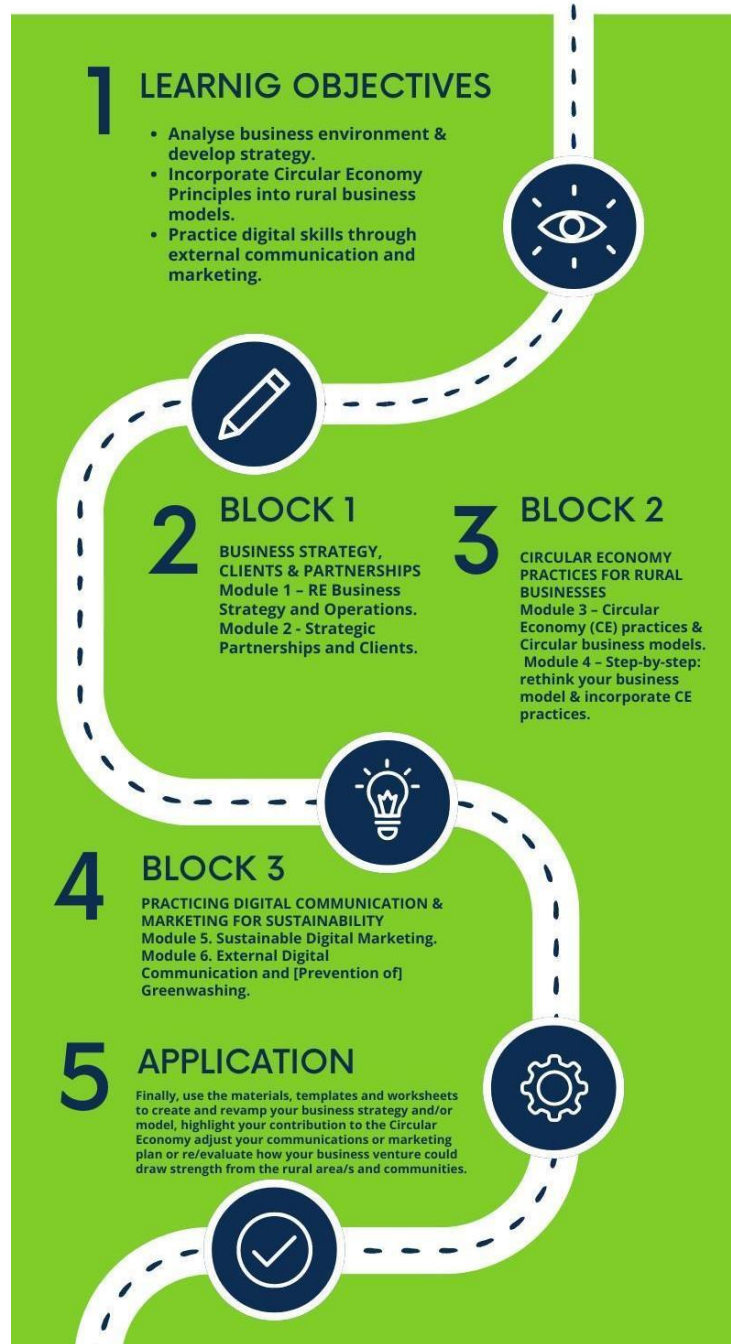 1
LEARNIG OBJECTIVES
• Analyse business environment &
develop strategy.
• Incorporate Circular Economy
Principles into rural business
models.
• Practice digital skills through
external communication and
marketing.
2
BLOCK 1
BUSINESS STRATEGY,
CLIENTS & PARTNERSHIPS
Module 1 – RE Business
Strategy and Operations.
Module 2 - Strategic
Partnerships and Clients.
3
BLOCK 2
CIRCULAR ECONOMY
PRACTICES FOR RURAL
BUSINESSES
Module 3 – Circular
Economy (CE) practices &
Circular business models.
Module 4 – Step-by-step:
rethink your business
model & incorporate CE
practices.
4
BLOCK 3
PRACTICING DIGITAL COMMUNICATION &
MARKETING FOR SUSTAINABILITY
Module 5. Sustainable Digital Marketing.
Module 6. External Digital
Communication and [Prevention of]
Greenwashing.
5
APPLICATION
Finally, use the materials, templates and worksheets
to create and revamp your business strategy and/or
model, highlight your contribution to the Circular
Economy adjust your communications or marketing
plan or re/evaluate how your business venture could
draw strength from the rural area/s and communities.